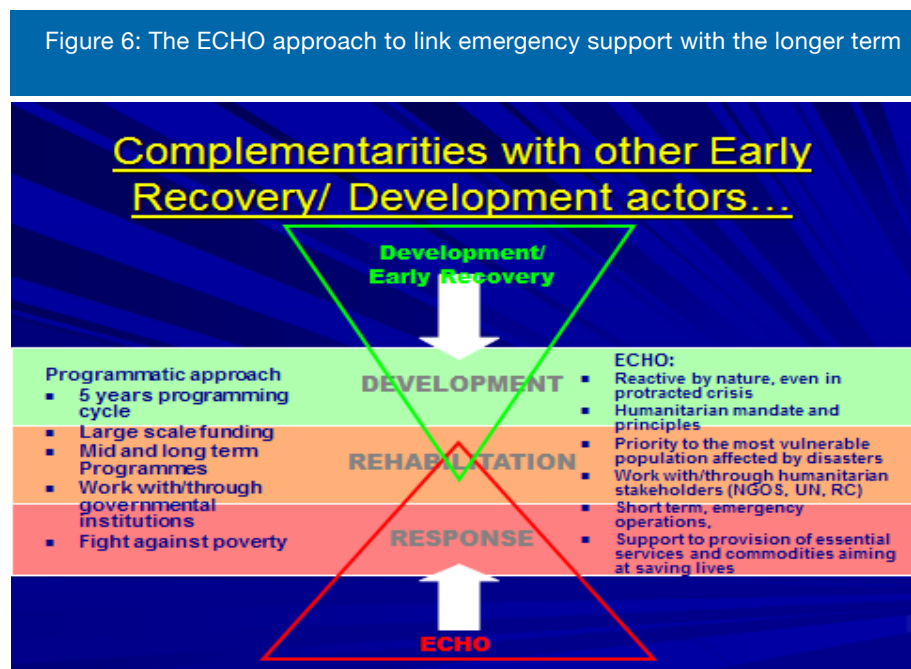 Figure 6: The ECHO approach to link emergency support with the longer term
Complementarities with other Early
Recovery/ Development actors...
Development/
Early Recovery
Programmatic approach
▪ 5 years programming
cycle
▪ Large scale funding
▪ Mid and long term
Programmes
▪ Work with/through
governmental
institutions
▪ Fight against poverty
DEVELOPMENT
REHABILITATION
RESPONSE
ECHO:
▪ Reactive by nature, even in
protracted crisis
▪ Humanitarian mandate and
principles
▪ Priority to the most vulnerable
population affected by disasters
▪ Work with/through humanitarian
stakeholders (NGOS, UN, RC)
▪ Short term, emergency
operations,
▪ Support to provision of essential
services and commodities aiming
at saving lives
ECHO